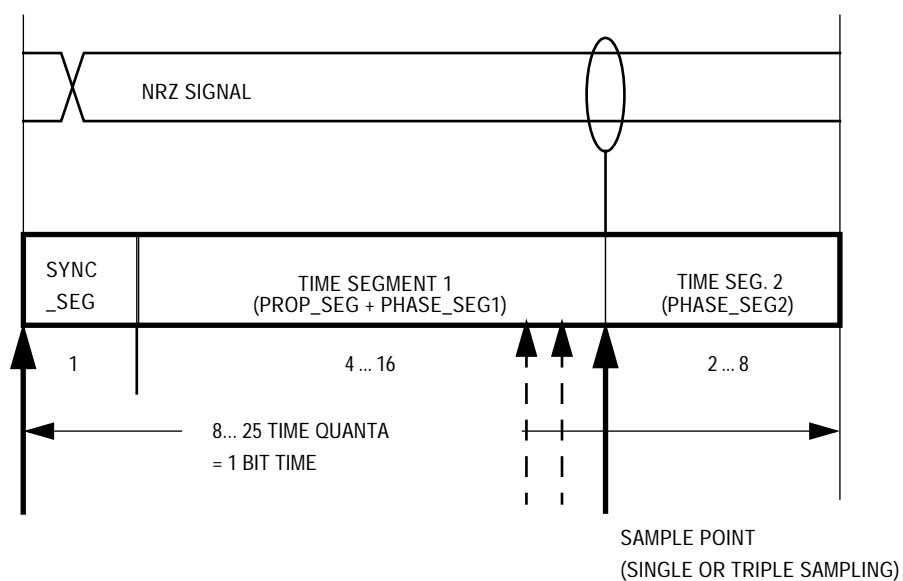 NRZ SIGNAL
SYNC
_SEG
TIME SEGMENT 1
(PROP_SEG + PHASE_SEG1)
TIME SEG. 2
(PHASE_SEG2)
1
4 ... 16
2 ... 8
8... 25 TIME QUANTA
= 1 BIT TIME
SAMPLE POINT
(SINGLE OR TRIPLE SAMPLING)